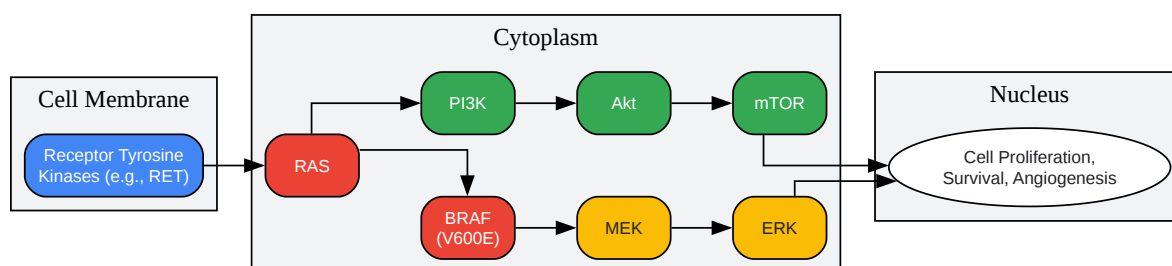 Cell Membrane
Receptor Tyrosine
Kinases (e.g., RET)
Cytoplasm
RAS
PI3K
Akt
mTOR
BRAF
(V600E)
MEK
ERK
Nucleus
Cell Proliferation,
Survival, Angiogenesis